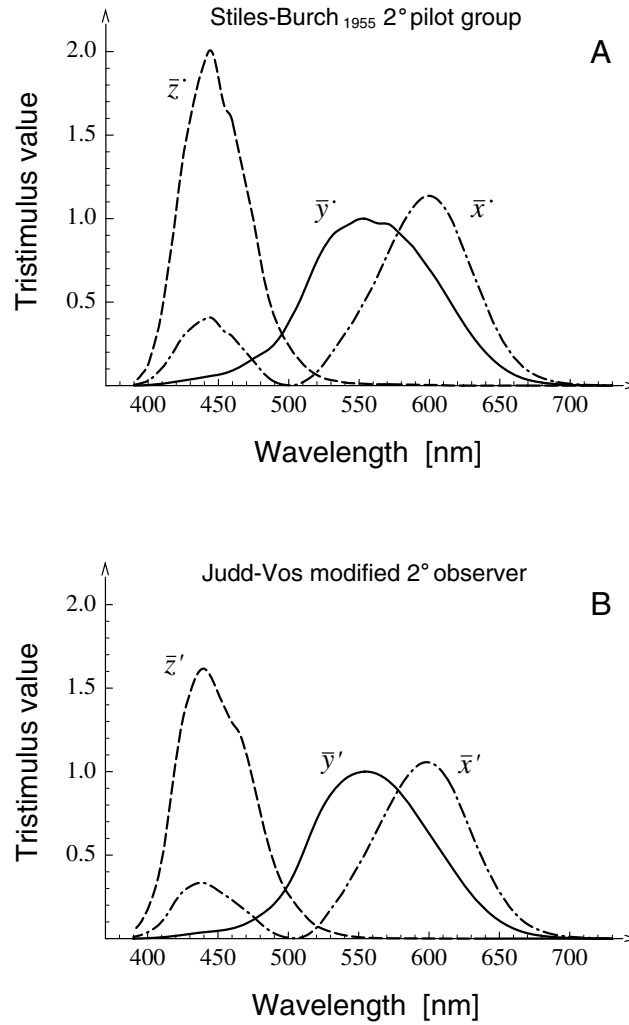 Stiles-Burch 1955 2° pilot group
A
2.0
z̄˙
1.5
ȳ˙
x̄˙
1.0
0.5
Tristimulus value
400 450 500 550 600 650 700
Wavelength [nm]
Judd-Vos modified 2° observer
B
2.0
z̄′
1.5
ȳ′
x̄′
1.0
0.5
Tristimulus value
400 450 500 550 600 650 700
Wavelength [nm]